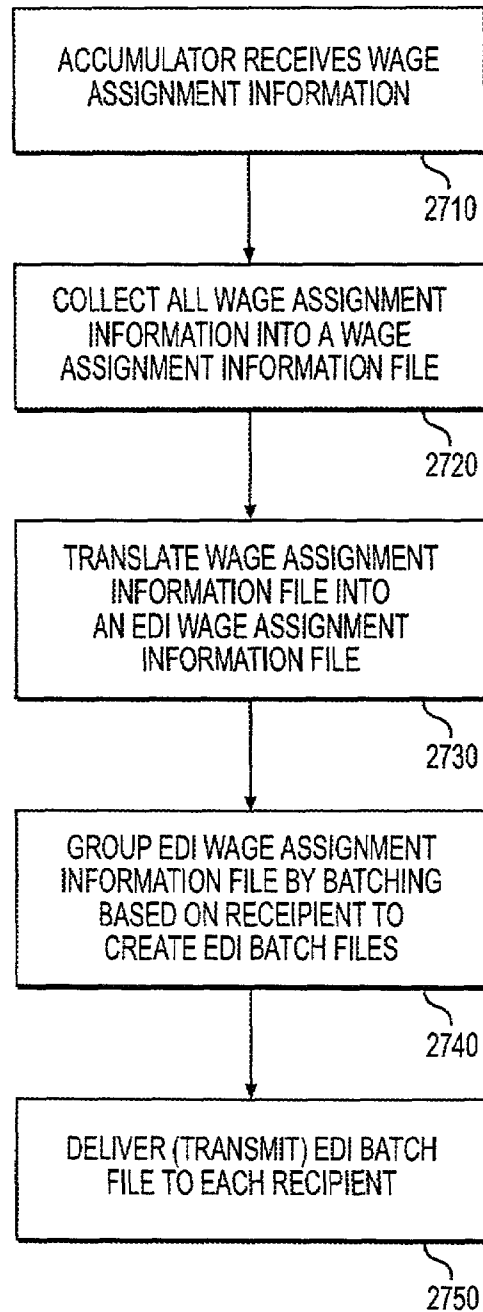 ACCUMULATOR RECEIVES WAGE
ASSIGNMENT INFORMATION
2710
COLLECT ALL WAGE ASSIGNMENT
INFORMATION INTO A WAGE
ASSIGNMENT INFORMATION FILE
2720
TRANSLATE WAGE ASSIGNMENT
INFORMATION FILE INTO
AN EDI WAGE ASSIGNMENT
INFORMATION FILE
2730
GROUP EDI WAGE ASSIGNMENT
INFORMATION FILE BY BATCHING
BASED ON RECEIPIENT TO
CREATE EDI BATCH FILES
2740
DELIVER (TRANSMIT) EDI BATCH
FILE TO EACH RECIPIENT
2750